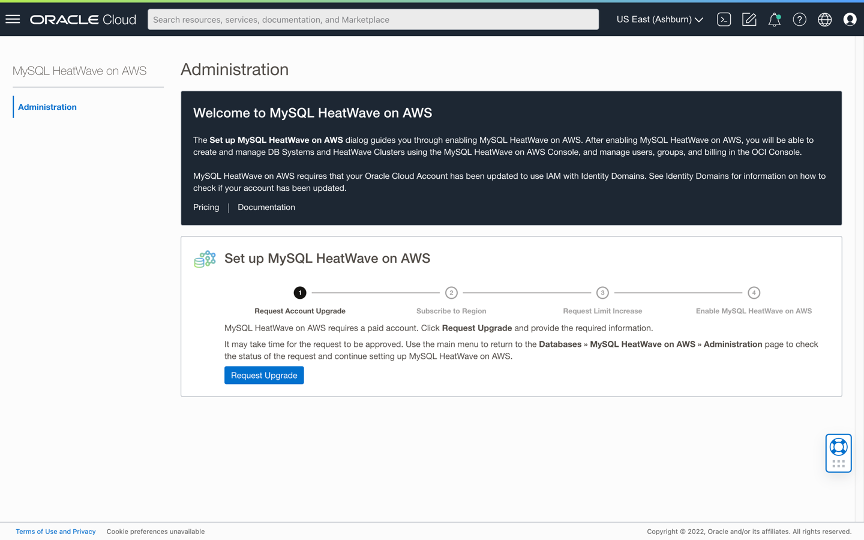 ORACLE Cloud
Search resources, services, documentation, and Marketplace
US East (Ashburn)
MySQL HeatWave on AWS
Administration
Administration
Welcome to MySQL HeatWave on AWS
The Set up MySQL HeatWave on AWS dialog guides you through enabling MySQL HeatWave on AWS. After enabling MySQL HeatWave on AWS, you will be able to
create and manage DB Systems and HeatWave Clusters using the MySQL HeatWave on AWS Console, and manage users, groups, and billing in the OCI Console.
MySQL HeatWave on AWS requires that your Oracle Cloud Account has been updated to use IAM with Identity Domains. See Identity Domains for information on how to
check if your account has been updated.
Pricing | Documentation
Set up MySQL HeatWave on AWS
1 2 3 4
Request Account Upgrade Subscribe to Region Request Limit Increase Enable MySQL HeatWave on AWS
MySQL HeatWave on AWS requires a paid account. Click Request Upgrade and provide the required information.
It may take time for the request to be approved. Use the main menu to return to the Databases » MySQL HeatWave on AWS » Administration page to check
the status of the request and continue setting up MySQL HeatWave on AWS.
Request Upgrade
Terms of Use and Privacy Cookie preferences unavailable
Copyright © 2022, Oracle and/or its affiliates. All rights reserved.